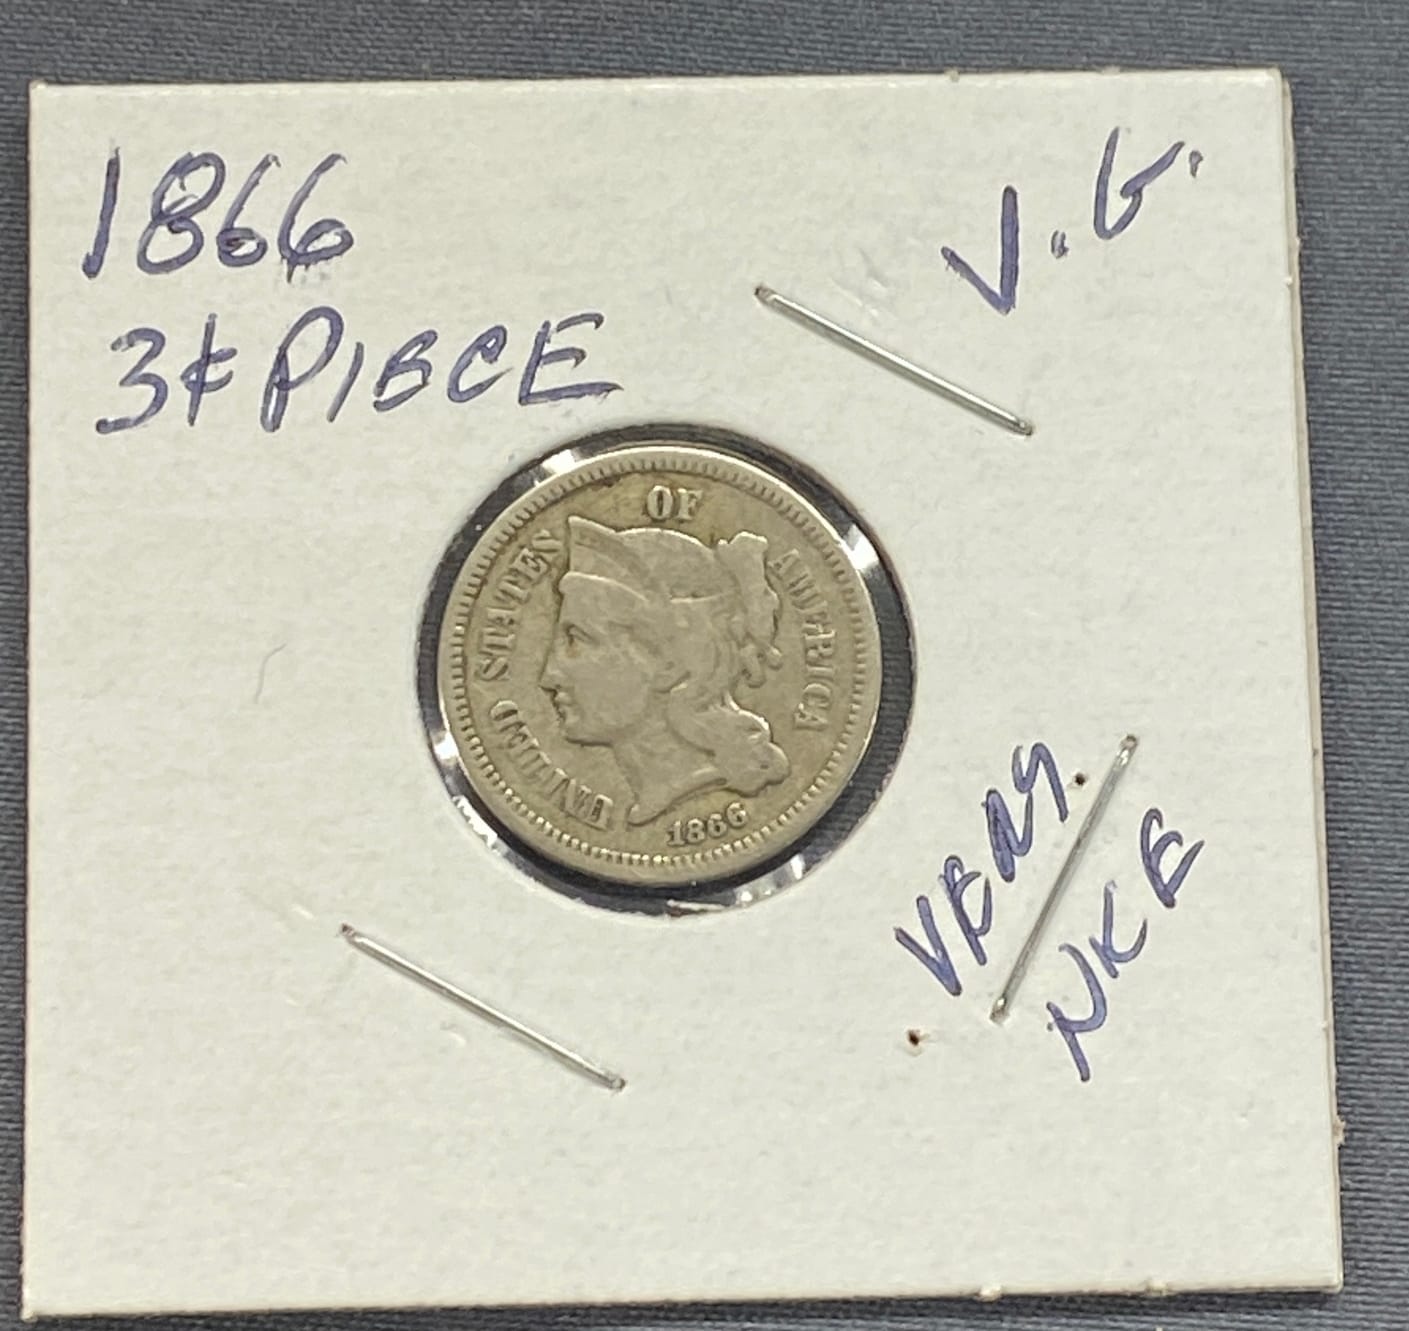 1866
3¢ PIECE
V.G.
UNITED STATES OF AMERICA
1866
VERY
NICE